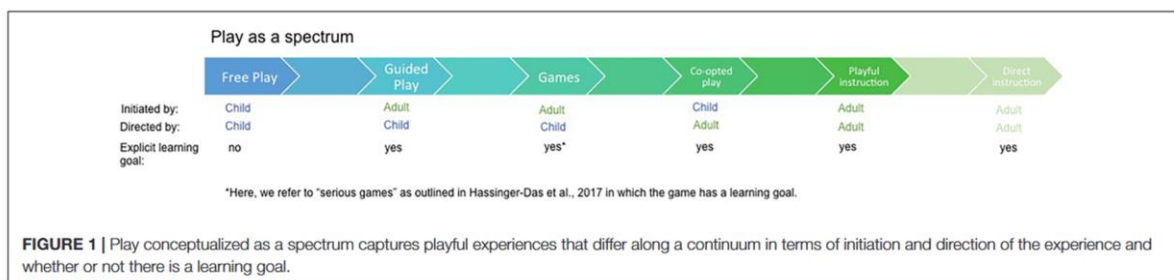 Play as a spectrum
Free Play Guided Play Games Co-opted play Playful instruction Direct instruction
Initiated by: Child Adult Adult Child Adult Adult
Directed by: Child Child Child Adult Adult Adult
Explicit learning goal: no yes yes* yes yes yes
*Here, we refer to "serious games" as outlined in Hassinger-Das et al., 2017 in which the game has a learning goal.
FIGURE 1 | Play conceptualized as a spectrum captures playful experiences that differ along a continuum in terms of initiation and direction of the experience and
whether or not there is a learning goal.